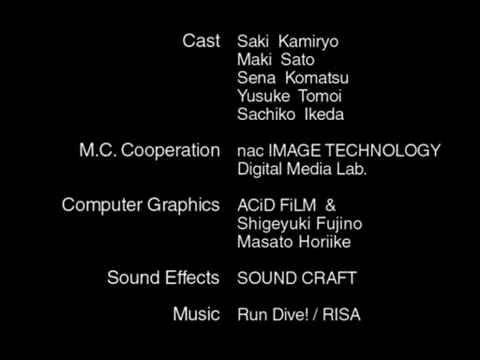 Cast Saki Kamiryo
Maki Sato
Sena Komatsu
Yusuke Tomoi
Sachiko Ikeda
M.C. Cooperation nac IMAGE TECHNOLOGY
Digital Media Lab.
Computer Graphics ACiD FiLM &
Shigeyuki Fujino
Masato Horiike
Sound Effects SOUND CRAFT
Music Run Dive! / RISA